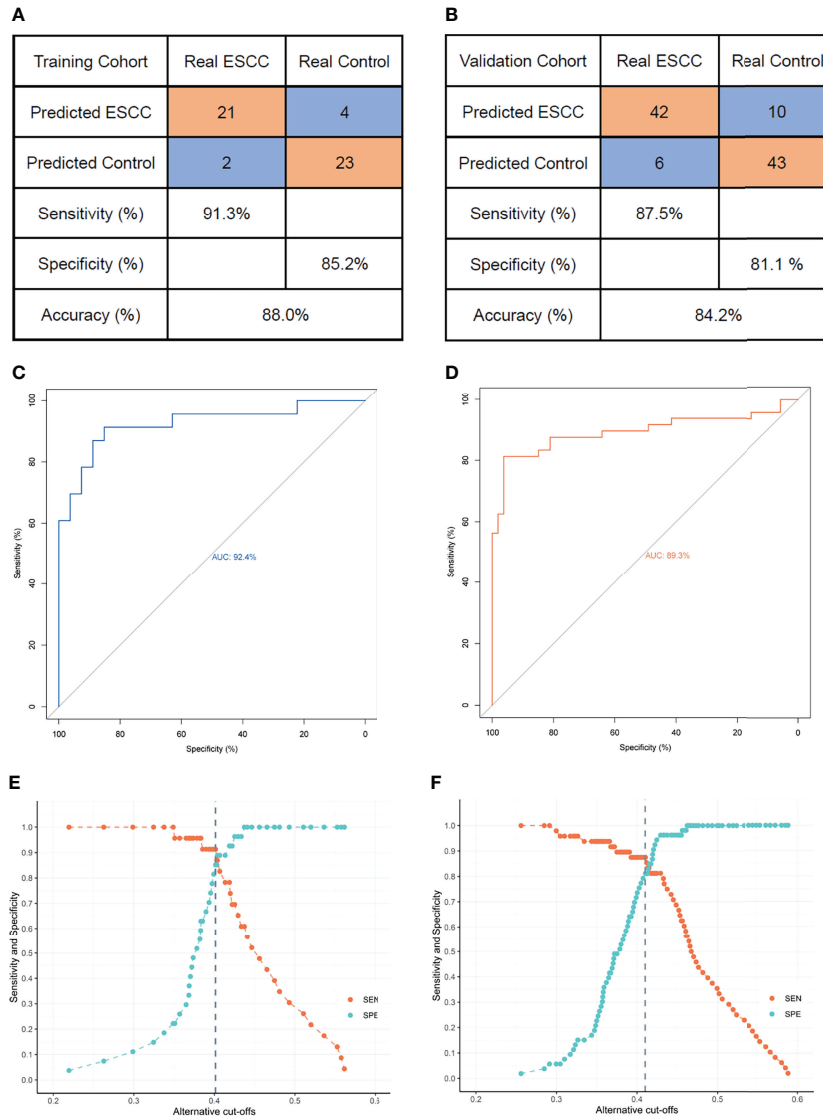 A
Training Cohort Real ESCC Real Control
Predicted ESCC 21 4
Predicted Control 2 23
Sensitivity (%) 91.3%
Specificity (%) 85.2%
Accuracy (%) 88.0%
B
Validation Cohort Real ESCC Real Control
Predicted ESCC 42 10
Predicted Control 6 43
Sensitivity (%) 87.5%
Specificity (%) 81.1 %
Accuracy (%) 84.2%
C
Sensitivity (%)
100
80
60
40
20
0
AUC: 92.4%
100 80 60 40 20 0
Specificity (%)
D
Sensitivity (%)
100
80
60
40
20
0
AUC: 89.3%
100 80 60 40 20 0
Specificity (%)
E
Sensitivity and Specificity
1.0
0.9
0.8
0.7
0.6
0.5
0.4
0.3
0.2
0.1
0.0
SEN
SPE
0.2 0.3 0.4 0.5 0.5
Alternative cut-offs
F
Sensitivity and Specificity
1.0
0.9
0.8
0.7
0.6
0.5
0.4
0.3
0.2
0.1
0.0
SEN
SPE
0.2 0.3 0.4 0.5 0.6
Alternative cut-offs